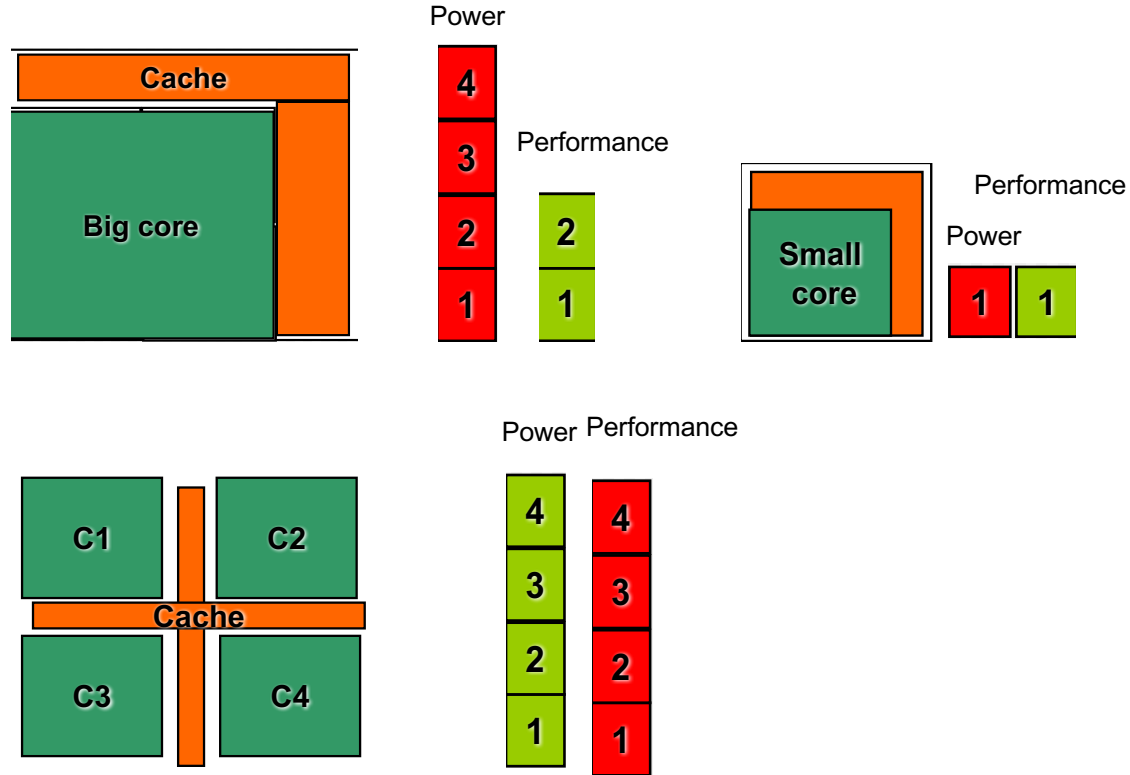 Power
Cache
4
3
2
1
Performance
2
1
Big core
Performance
Power
Small
core
1 1
Power Performance
C1 C2
Cache
C3 C4
4 4
3 3
2 2
1 1